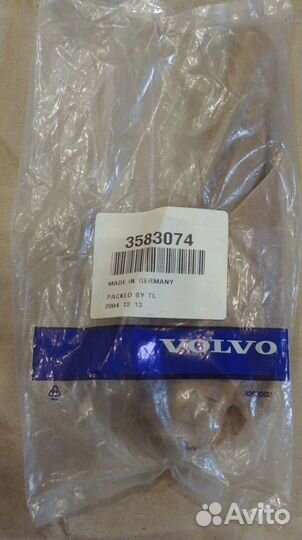 3583074
MADE IN GERMANY
PACKED BY TL
2004 12 13
VOLVO
Avito